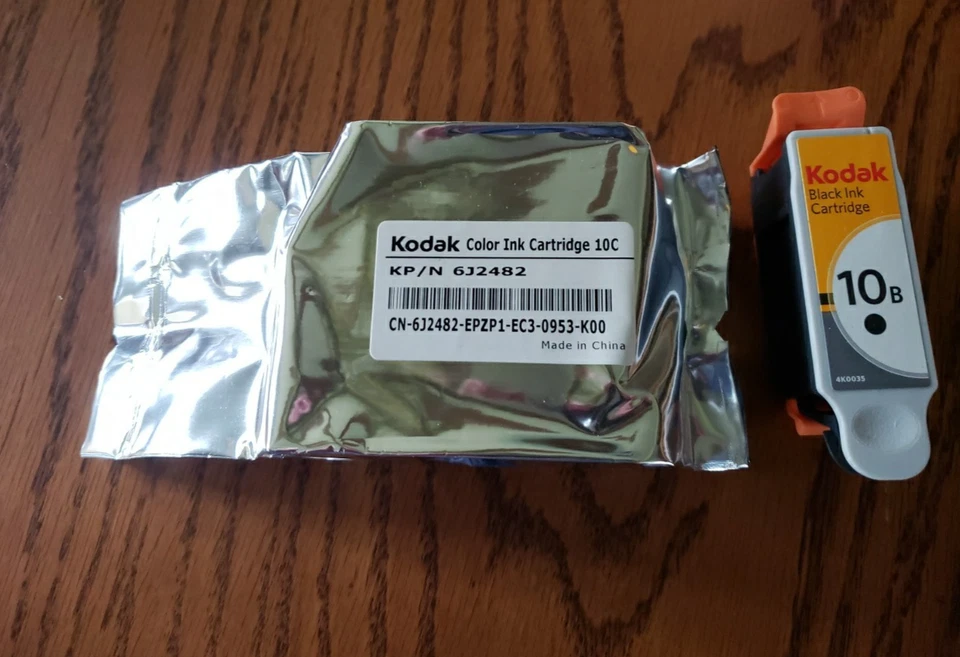 Kodak Color Ink Cartridge 10C
KP/N 6J2482
CN-6J2482-EPZP1-EC3-0953-K00
Made in China
Kodak
Black Ink
Cartridge
10B
4K0035